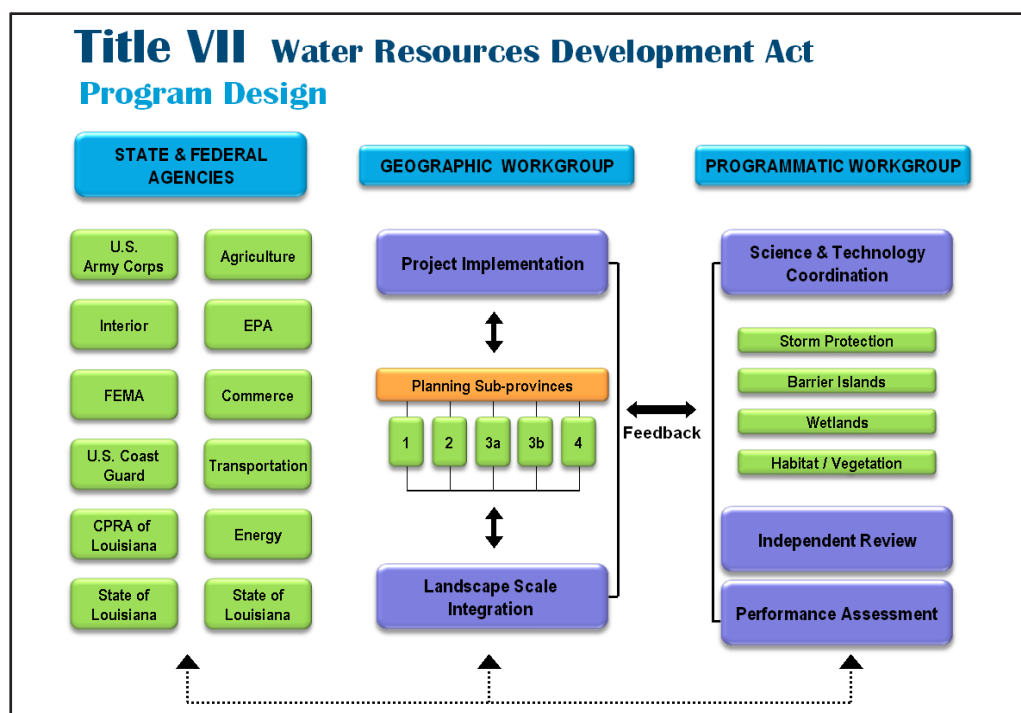 Title VII Water Resources Development Act
Program Design
STATE & FEDERAL
AGENCIES
U.S.
Army Corps
Agriculture
Interior
EPA
FEMA
Commerce
U.S. Coast
Guard
Transportation
CPRA of
Louisiana
Energy
State of
Louisiana
State of
Louisiana
GEOGRAPHIC WORKGROUP
Project Implementation
Planning Sub-provinces
1 2 3a 3b 4
Landscape Scale
Integration
Feedback
PROGRAMMATIC WORKGROUP
Science & Technology
Coordination
Storm Protection
Barrier Islands
Wetlands
Habitat / Vegetation
Independent Review
Performance Assessment